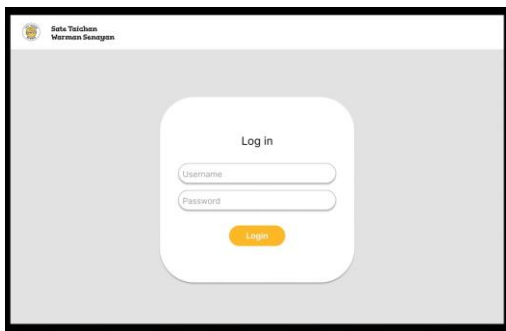 Sate Taichan
Warman Senayan
Log in
Username
Password
Login